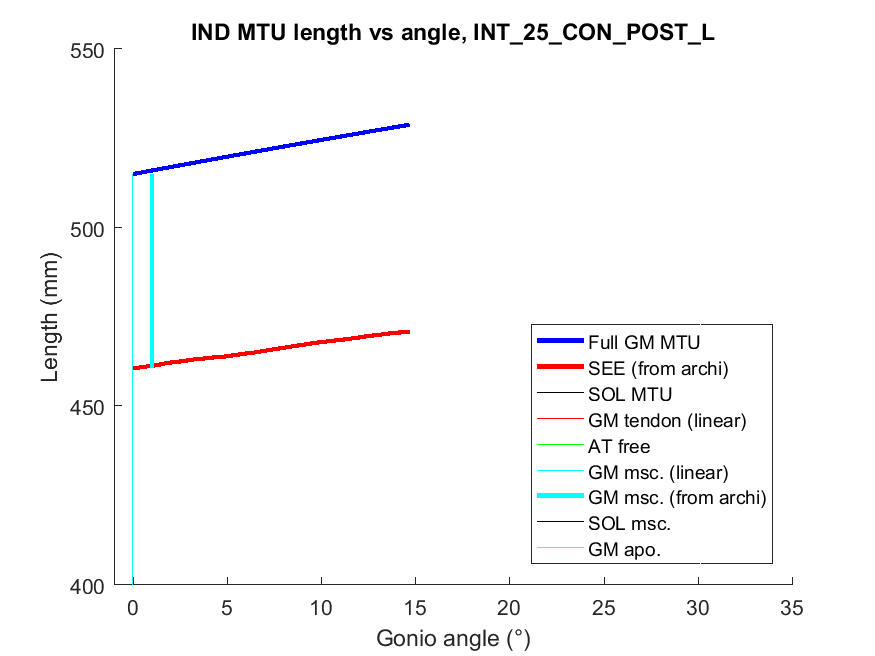 IND MTU length vs angle, INT_25_CON_POST_L
550
500
450
400
Length (mm)
0 5 10 15 20 25 30 35
Gonio angle (°)
Full GM MTU
SEE (from archi)
SOL MTU
GM tendon (linear)
AT free
GM msc. (linear)
GM msc. (from archi)
SOL msc.
GM apo.